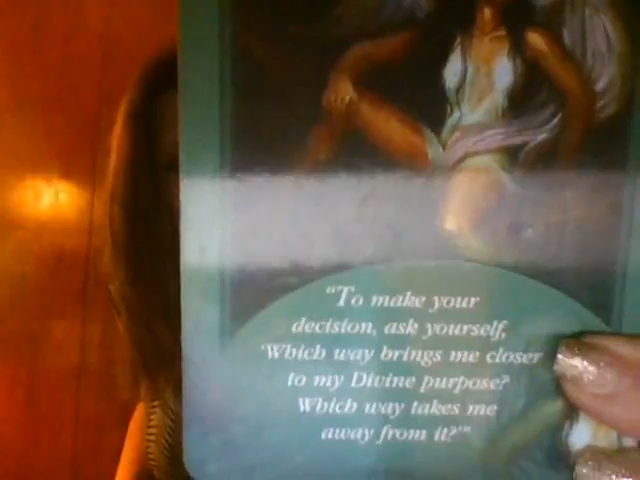 “To make your
decision, ask yourself,
‘Which way brings me closer
to my Divine purpose?
Which way takes me
away from it?’”